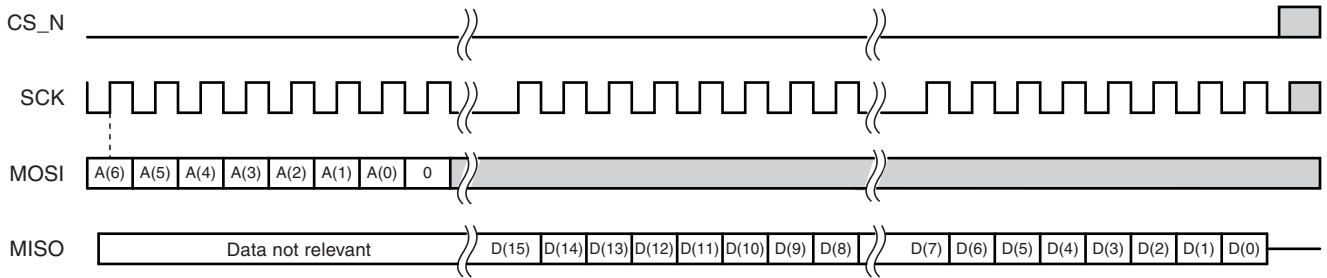 CS_N
SCK
MOSI A(6) A(5) A(4) A(3) A(2) A(1) A(0) 0
MISO Data not relevant D(15) D(14) D(13) D(12) D(11) D(10) D(9) D(8) D(7) D(6) D(5) D(4) D(3) D(2) D(1) D(0)